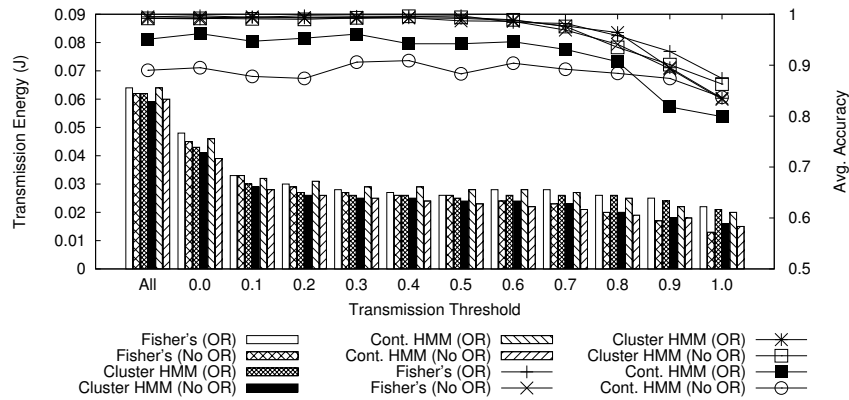 0.09
0.08
0.07
0.06
0.05
0.04
0.03
0.02
0.01
0
Transmission Energy (J)
1
0.9
0.8
0.7
0.6
0.5
Avg. Accuracy
All 0.0 0.1 0.2 0.3 0.4 0.5 0.6 0.7 0.8 0.9 1.0
Transmission Threshold
Fisher's (OR)
Fisher's (No OR)
Cluster HMM (OR)
Cluster HMM (No OR)
Cont. HMM (OR)
Cont. HMM (No OR)
Fisher's (OR)
Fisher's (No OR)
Cluster HMM (OR)
Cluster HMM (No OR)
Cont. HMM (OR)
Cont. HMM (No OR)